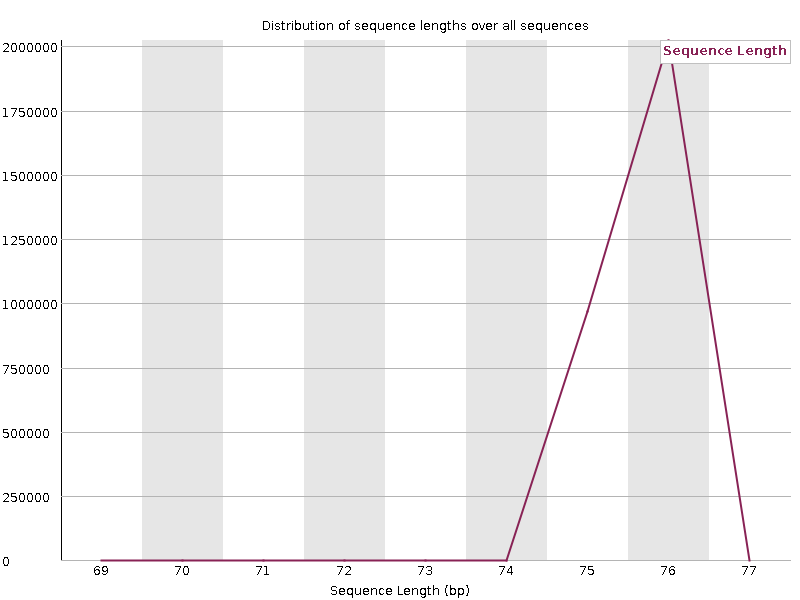 Distribution of sequence lengths over all sequences
Sequence Length
2000000
1750000
1500000
1250000
1000000
750000
500000
250000
0
69 70 71 72 73 74 75 76 77
Sequence Length (bp)